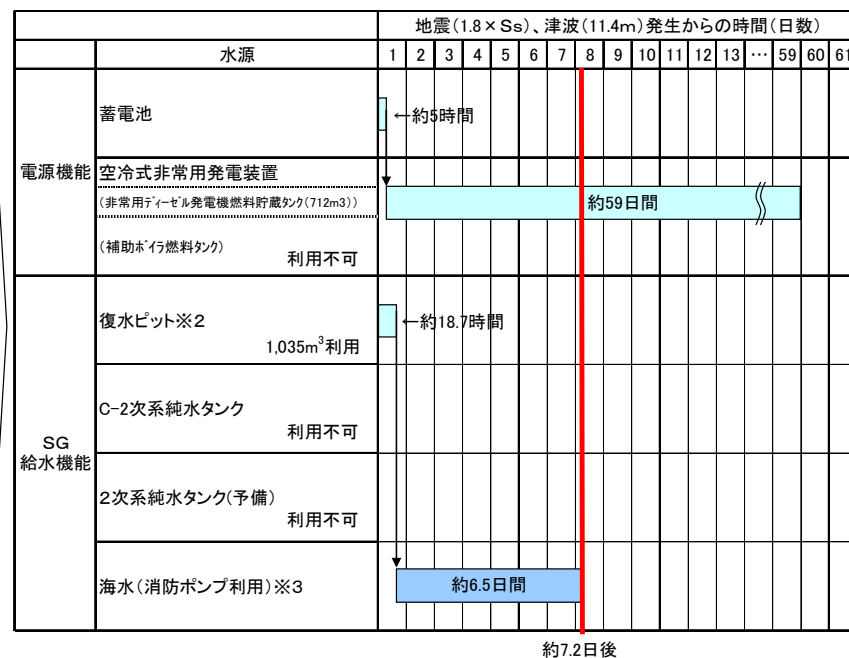 地震(1.8×Ss)、津波(11.4m)発生からの時間(日数)
水源 1 2 3 4 5 6 7 8 9 10 11 12 13 … 59 60 61
電源機能
蓄電池
←約5時間
空冷式非常用発電装置
(非常用ディーゼル発電機燃料貯蔵タンク(712m3))
約59日間
(補助ボイラ燃料タンク)
利用不可
SG
給水機能
復水ピット※2
←約18.7時間
1,035m³利用
C-2次系純水タンク
利用不可
2次系純水タンク(予備)
利用不可
海水(消防ポンプ利用)※3
約6.5日間
約7.2日後